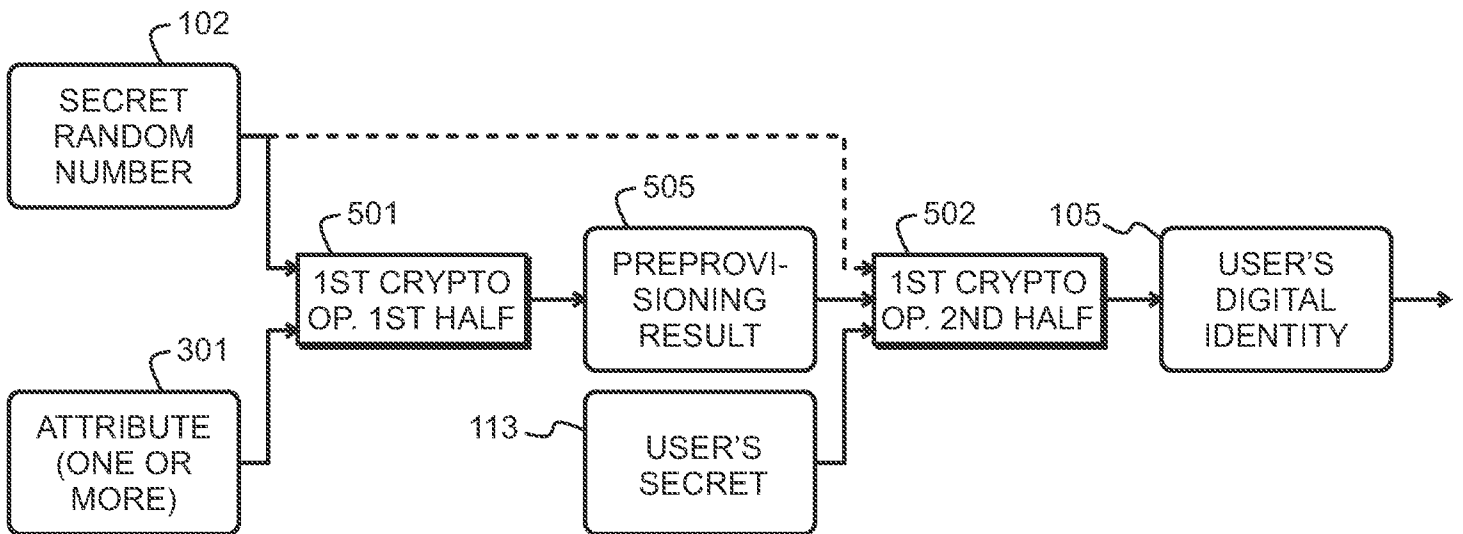 102
SECRET
RANDOM
NUMBER
501
1ST CRYPTO
OP. 1ST HALF
505
PREPROVI-
SIONING
RESULT
502
1ST CRYPTO
OP. 2ND HALF
105
USER'S
DIGITAL
IDENTITY
301
ATTRIBUTE
(ONE OR
MORE)
113
USER'S
SECRET